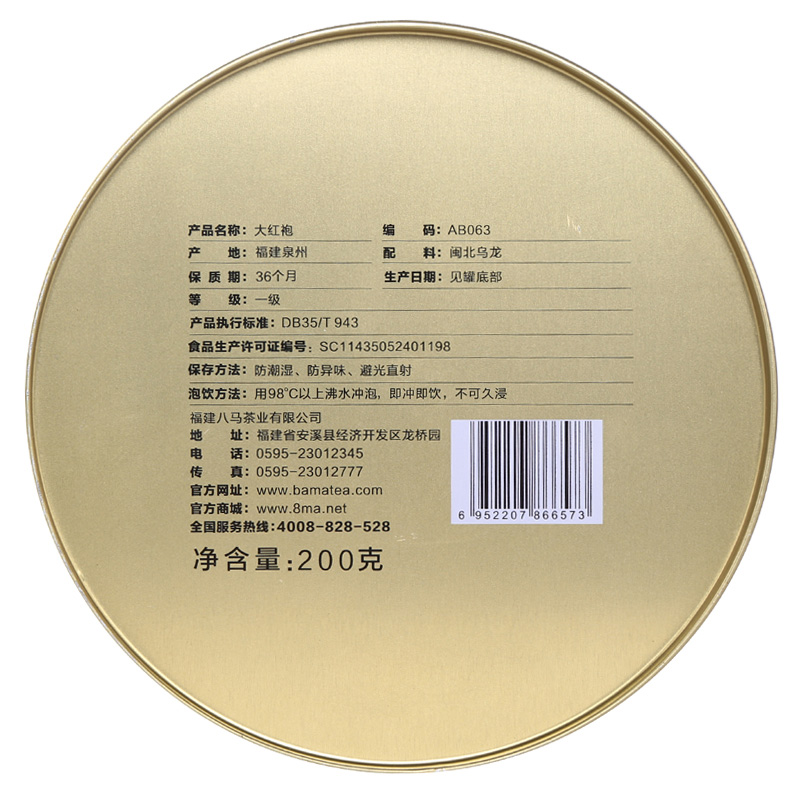 产品名称：大红袍 编 码：AB063
产 地：福建泉州 配 料：闽北乌龙
保 质 期：36个月 生产日期：见罐底部
等 级：一级
产品执行标准：DB35/T 943
食品生产许可证编号：SC11435052401198
保存方法：防潮湿、防异味、避光直射
泡饮方法：用98℃以上沸水冲泡，即冲即饮，不可久浸
福建八马茶业有限公司
地 址：福建省安溪县经济开发区龙桥园
电 话：0595-23012345
传 真：0595-23012777
官方网址：www.bamatea.com
官方商城：www.8ma.net
全国服务热线:4008-828-528
6 952207 866573
净含量:200克